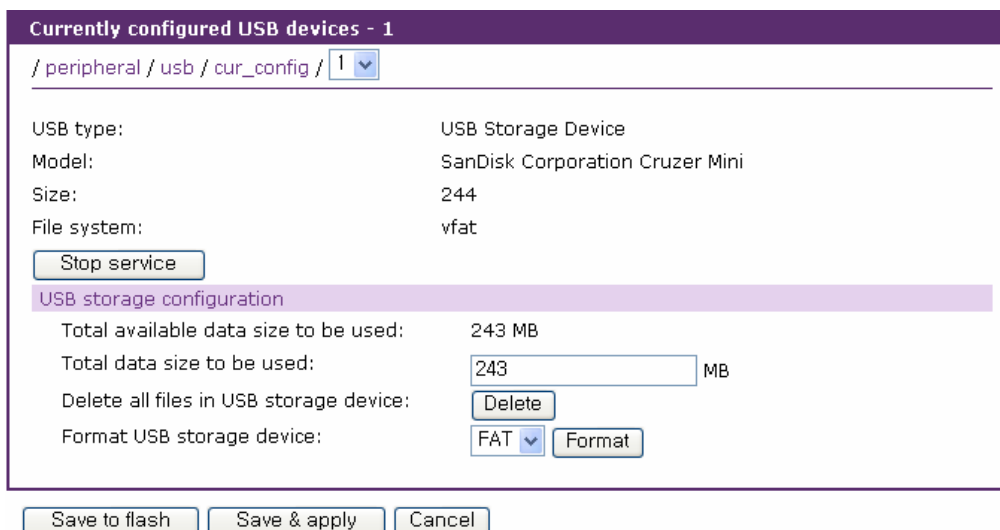 Currently configured USB devices - 1
/ peripheral / usb / cur_config / 1
USB type: USB Storage Device
Model: SanDisk Corporation Cruzer Mini
Size: 244
File system: vfat
Stop service
USB storage configuration
Total available data size to be used: 243 MB
Total data size to be used: 243 MB
Delete all files in USB storage device: Delete
Format USB storage device: FAT Format
Save to flash Save & apply Cancel